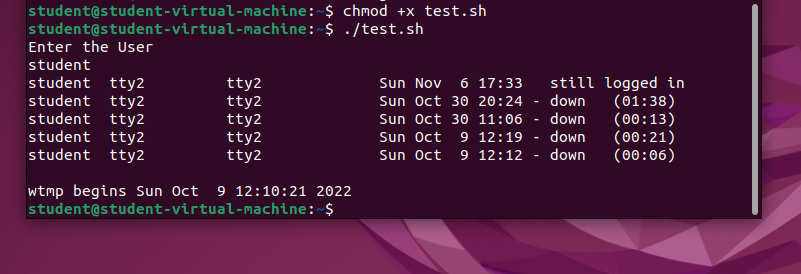 student@student-virtual-machine:~$ chmod +x test.sh
student@student-virtual-machine:~$ ./test.sh
Enter the User
student
student  tty2         tty2             Sun Nov  6 17:33   still logged in
student  tty2         tty2             Sun Oct 30 20:24 - down   (01:38)
student  tty2         tty2             Sun Oct 30 11:06 - down   (00:13)
student  tty2         tty2             Sun Oct  9 12:19 - down   (00:21)
student  tty2         tty2             Sun Oct  9 12:12 - down   (00:06)

wtmp begins Sun Oct  9 12:10:21 2022
student@student-virtual-machine:~$